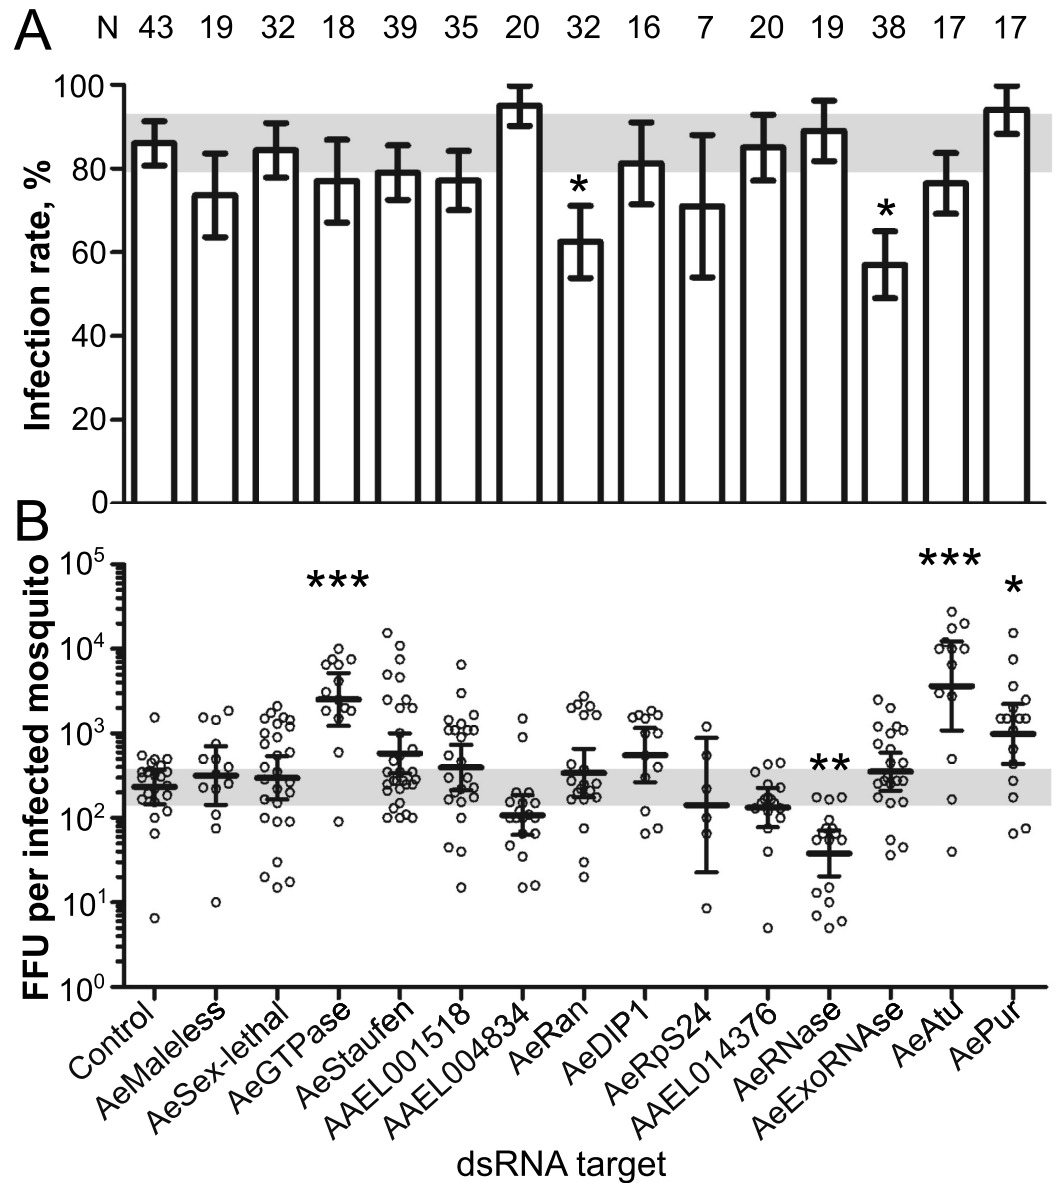 A N 43 19 32 18 39 35 20 32 16 7 20 19 38 17 17
Infection rate, %
100
80
60
40
20
0
*
*
B
FFU per infected mosquito
10⁵
10⁴
10³
10²
10¹
10⁰
***
**
***
*
Control
AeMaleless
AeSex-lethal
AeGTPase
AeStaufen
AAEL001518
AAEL004834
AeRan
AeDIP1
AeRpS24
AAEL014376
AeRNase
AeExoRNAse
AeAtu
AePur
dsRNA target